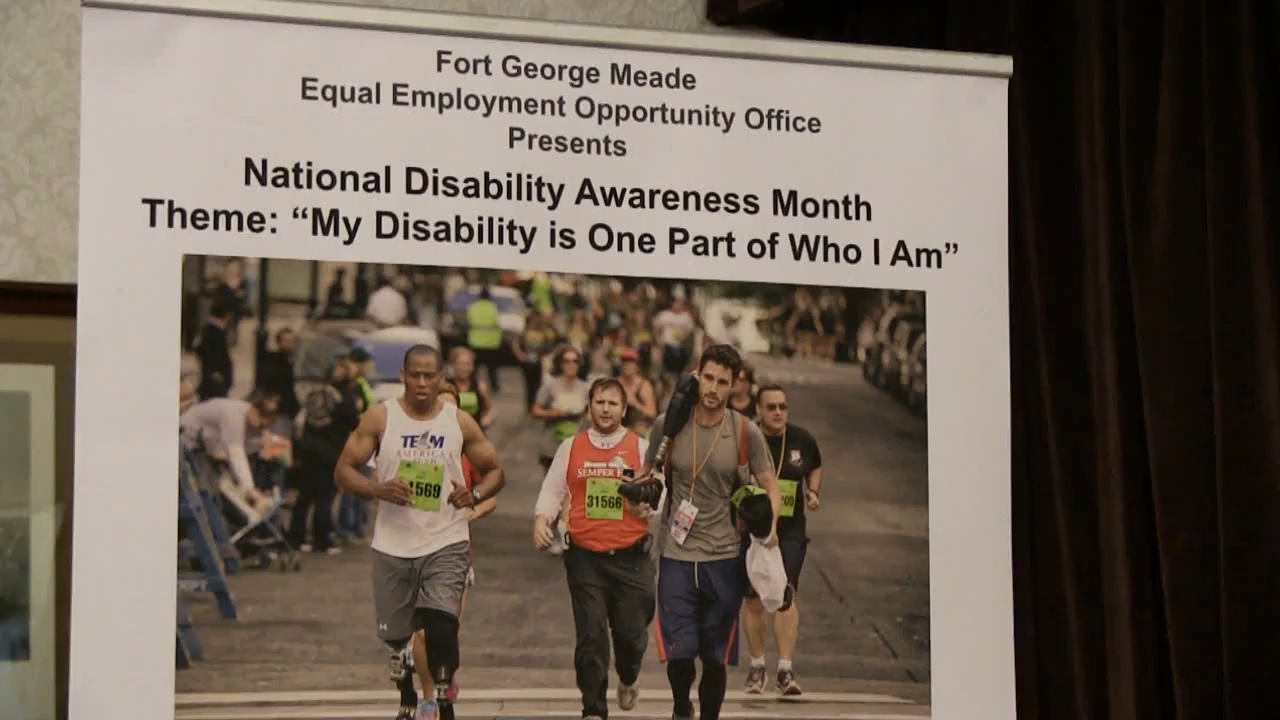 Fort George Meade
Equal Employment Opportunity Office
Presents
National Disability Awareness Month
Theme: “My Disability is One Part of Who I Am”
TEAM
AMERICA
1569
SEMPER
31566